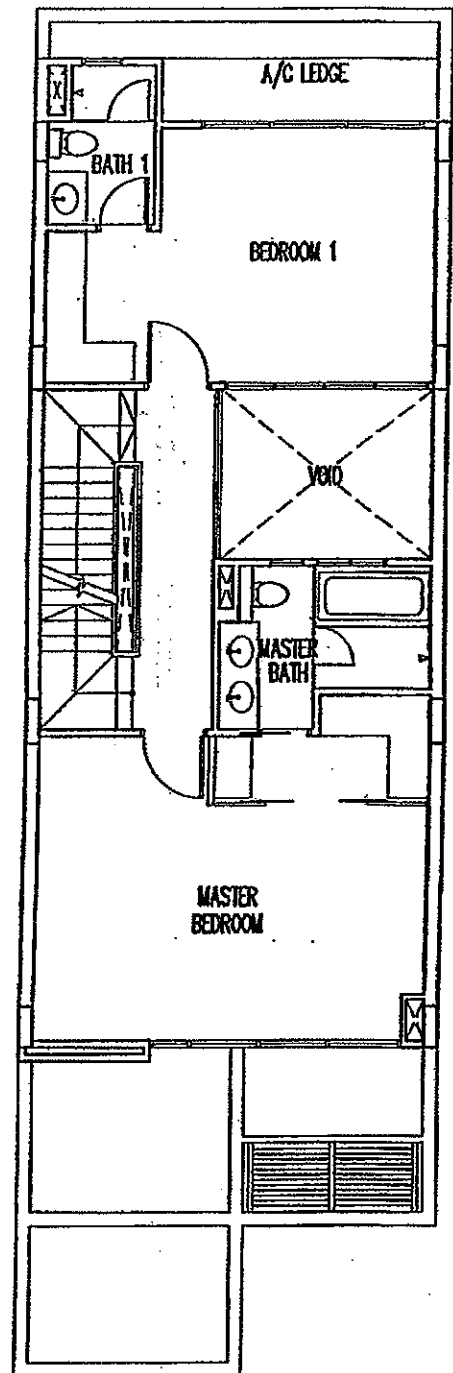 A/C LEDGE
BATH 1
BEDROOM 1
VOID
MASTER
BATH
MASTER
BEDROOM